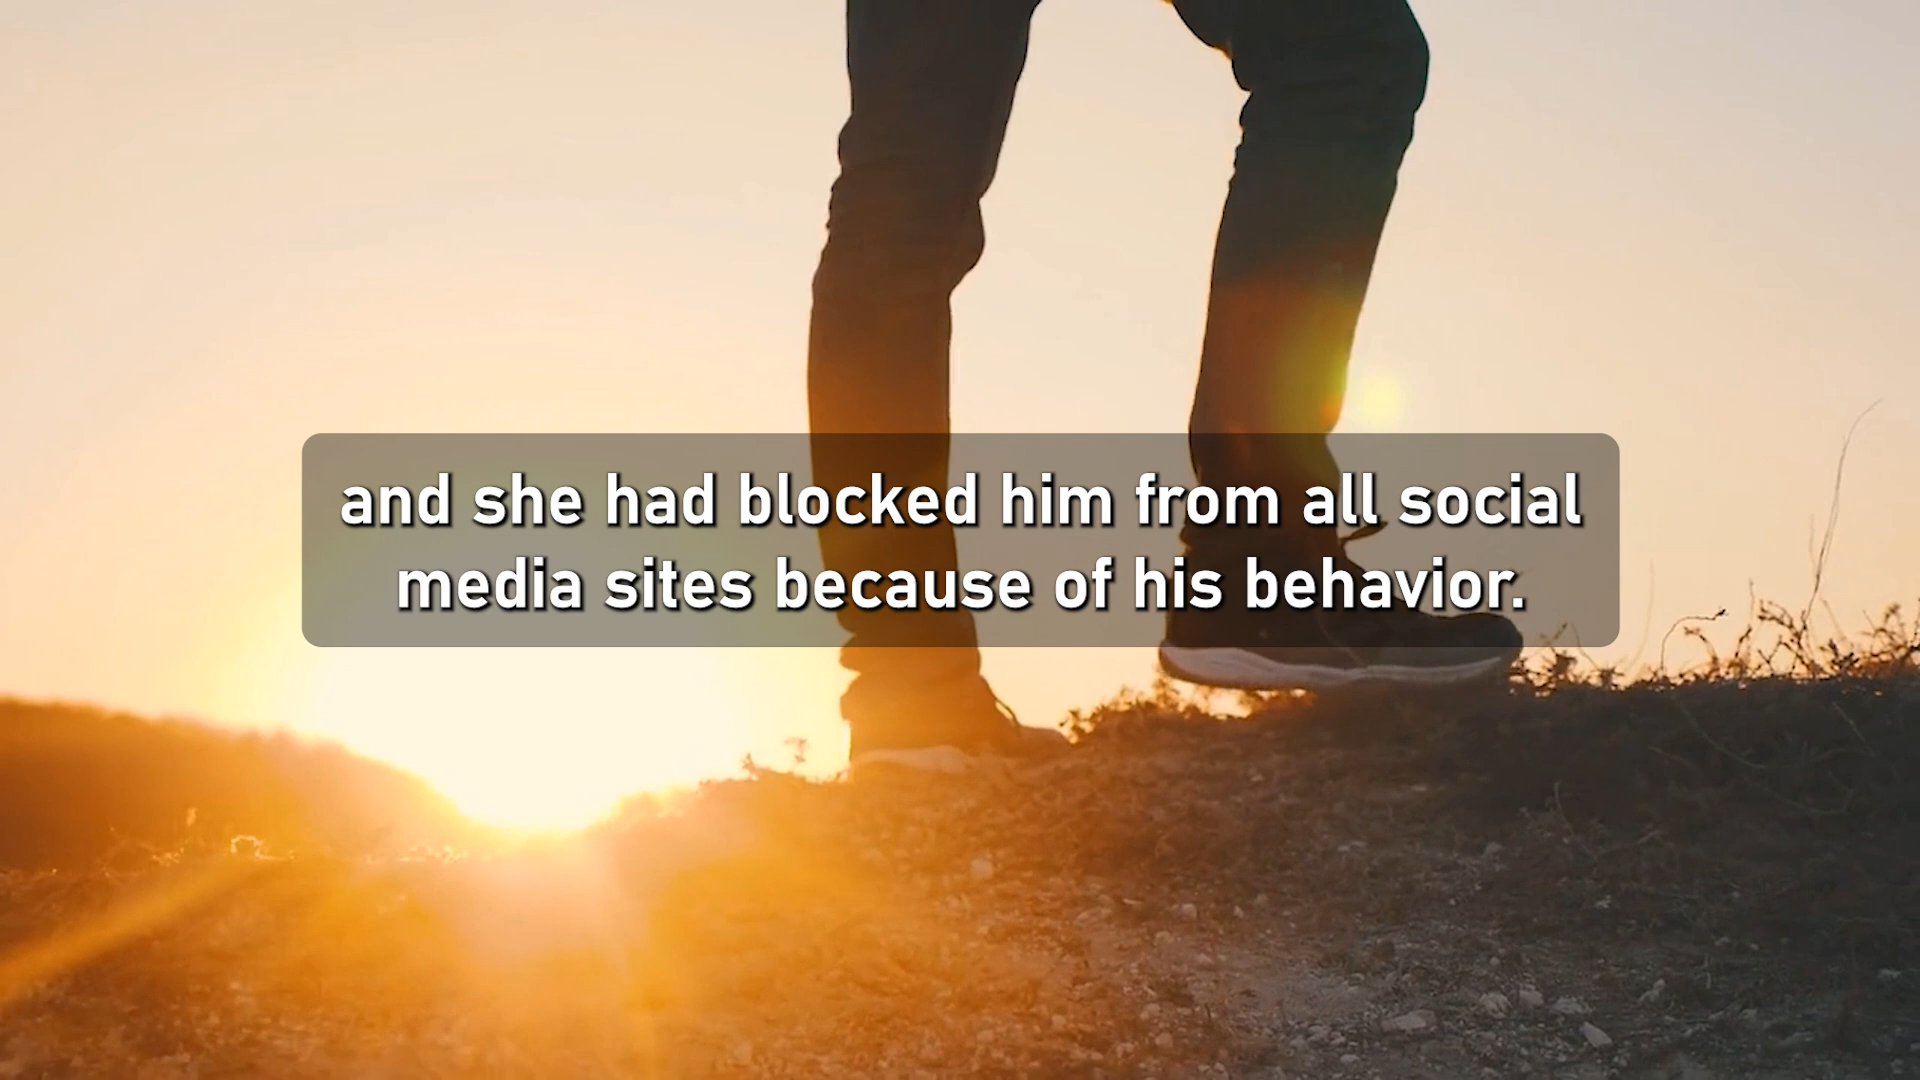 and she had blocked him from all social
media sites because of his behavior.